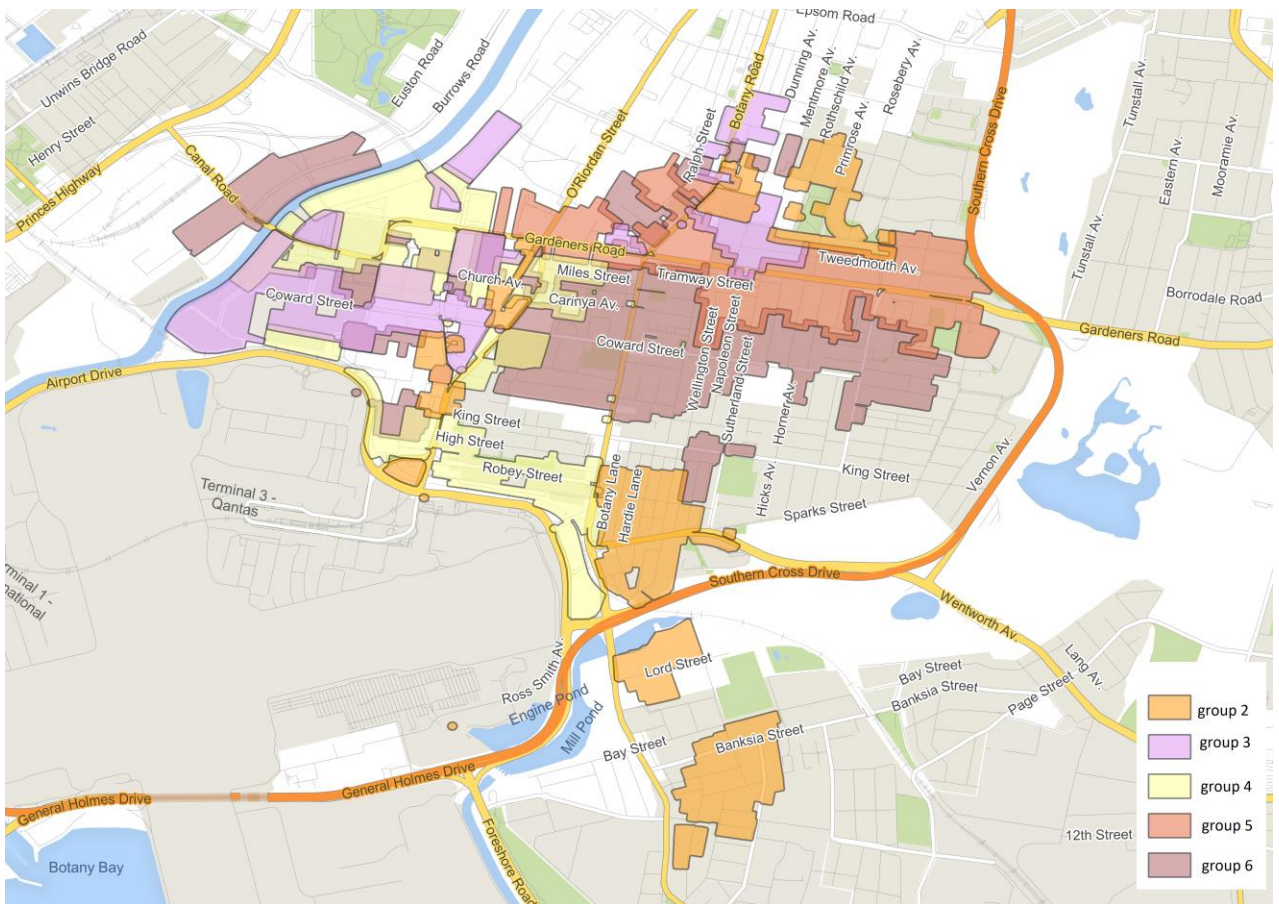 Epsom Road
Unwins Bridge Road
Euston Road
Burrows Road
Henry Street
Princes Highway
Canal Road
O'Riordan Street
Ralph Street
Botany Road
Dunning Av.
Mentmore Av.
Rothschild Av.
Primrose Av.
Rosebery Av.
Southern Cross Drive
Tunstall Av.
Eastern Av.
Mooramie Av.
Tunstall Av.
Gardeners Road
Church Av.
Miles Street
Tramway Street
Tweedmouth Av.
Carinya Av.
Coward Street
Coward Street
Borrodale Road
Gardeners Road
Airport Drive
Wellington Street
Napoleon Street
Sutherland Street
Horner Av.
King Street
High Street
Robey Street
Botany Lane
Hardie Lane
Hicks Av.
King Street
Vernon Av.
Sparks Street
Terminal 3 -
Qantas
Southern Cross Drive
Wentworth Av.
Ross Smith Av.
Engine Pond
Mill Pond
Lord Street
Bay Street
Banksia Street
Page Street
Lang Av.
Bay Street
Banksia Street
General Holmes Drive
General Holmes Drive
Foreshore Road
Botany Bay
12th Street
group 2
group 3
group 4
group 5
group 6